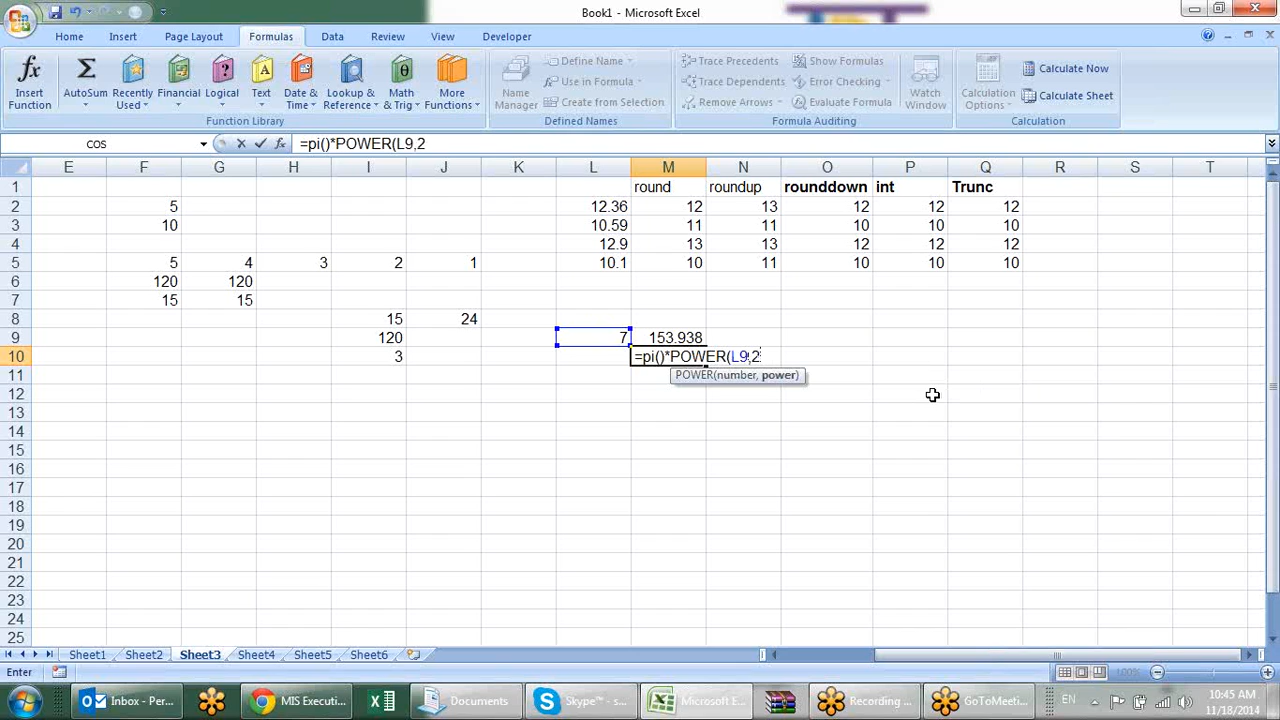 Book1 - Microsoft Excel
Home Insert Page Layout Formulas Data Review View Developer
fx Insert Function
Σ AutoSum
Recently Used
Financial
Logical
A Text
Date & Time
Lookup & Reference
θ Math & Trig
More Functions
Function Library
Name Manager
Define Name
Use in Formula
Create from Selection
Defined Names
Trace Precedents
Trace Dependents
Remove Arrows
Show Formulas
Error Checking
Evaluate Formula
Watch Window
Formula Auditing
Calculation Options
Calculate Now
Calculate Sheet
Calculation
COS fx =pi()*POWER(L9,2
E F G H I J K L M N O P Q R S T
1 round roundup rounddown int Trunc
2 5 12.36 12 13 12 12 12
3 10 10.59 11 11 10 10 10
4 12.9 13 13 12 12 12
5 5 4 3 2 1 10.1 10 11 10 10 10
6 120 120
7 15 15
8 15 24
9 120 7 153.938
10 3 =pi()*POWER(L9,2
11 POWER(number, power)
12
13
14
15
16
17
18
19
20
21
22
23
24
25
Sheet1 Sheet2 Sheet3 Sheet4 Sheet5 Sheet6
Enter 100%
Inbox - Per... MIS Executi... Documents Skype™ - s... Microsoft E... Recording ... GoToMeeti... EN 10:45 AM
11/18/2014